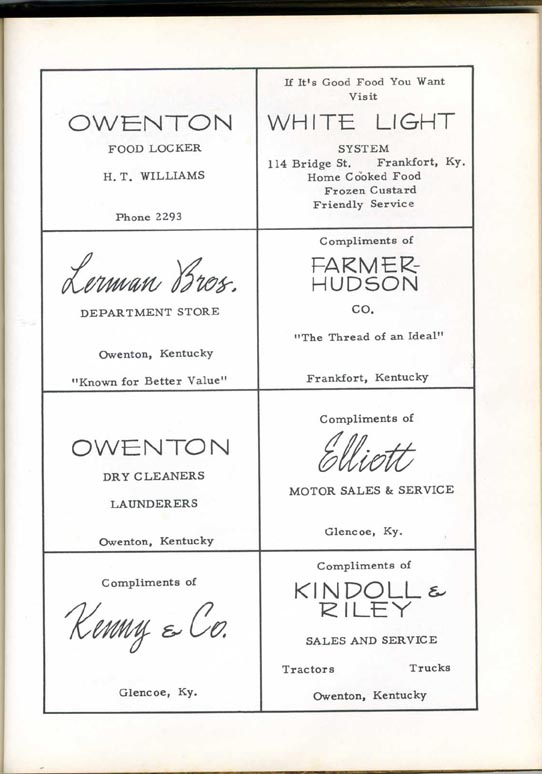 OWENTON
FOOD LOCKER
H. T. WILLIAMS
Phone 2293
If It's Good Food You Want
Visit
WHITE LIGHT
SYSTEM
114 Bridge St. Frankfort, Ky.
Home Cooked Food
Frozen Custard
Friendly Service
Lerman Bros.
DEPARTMENT STORE
Owenton, Kentucky
"Known for Better Value"
Compliments of
FARMER-
HUDSON
CO.
"The Thread of an Ideal"
Frankfort, Kentucky
OWENTON
DRY CLEANERS
LAUNDERERS
Owenton, Kentucky
Compliments of
Elliott
MOTOR SALES & SERVICE
Glencoe, Ky.
Compliments of
Kenny & Co.
Glencoe, Ky.
Compliments of
KINDOLL &
RILEY
SALES AND SERVICE
Tractors Trucks
Owenton, Kentucky